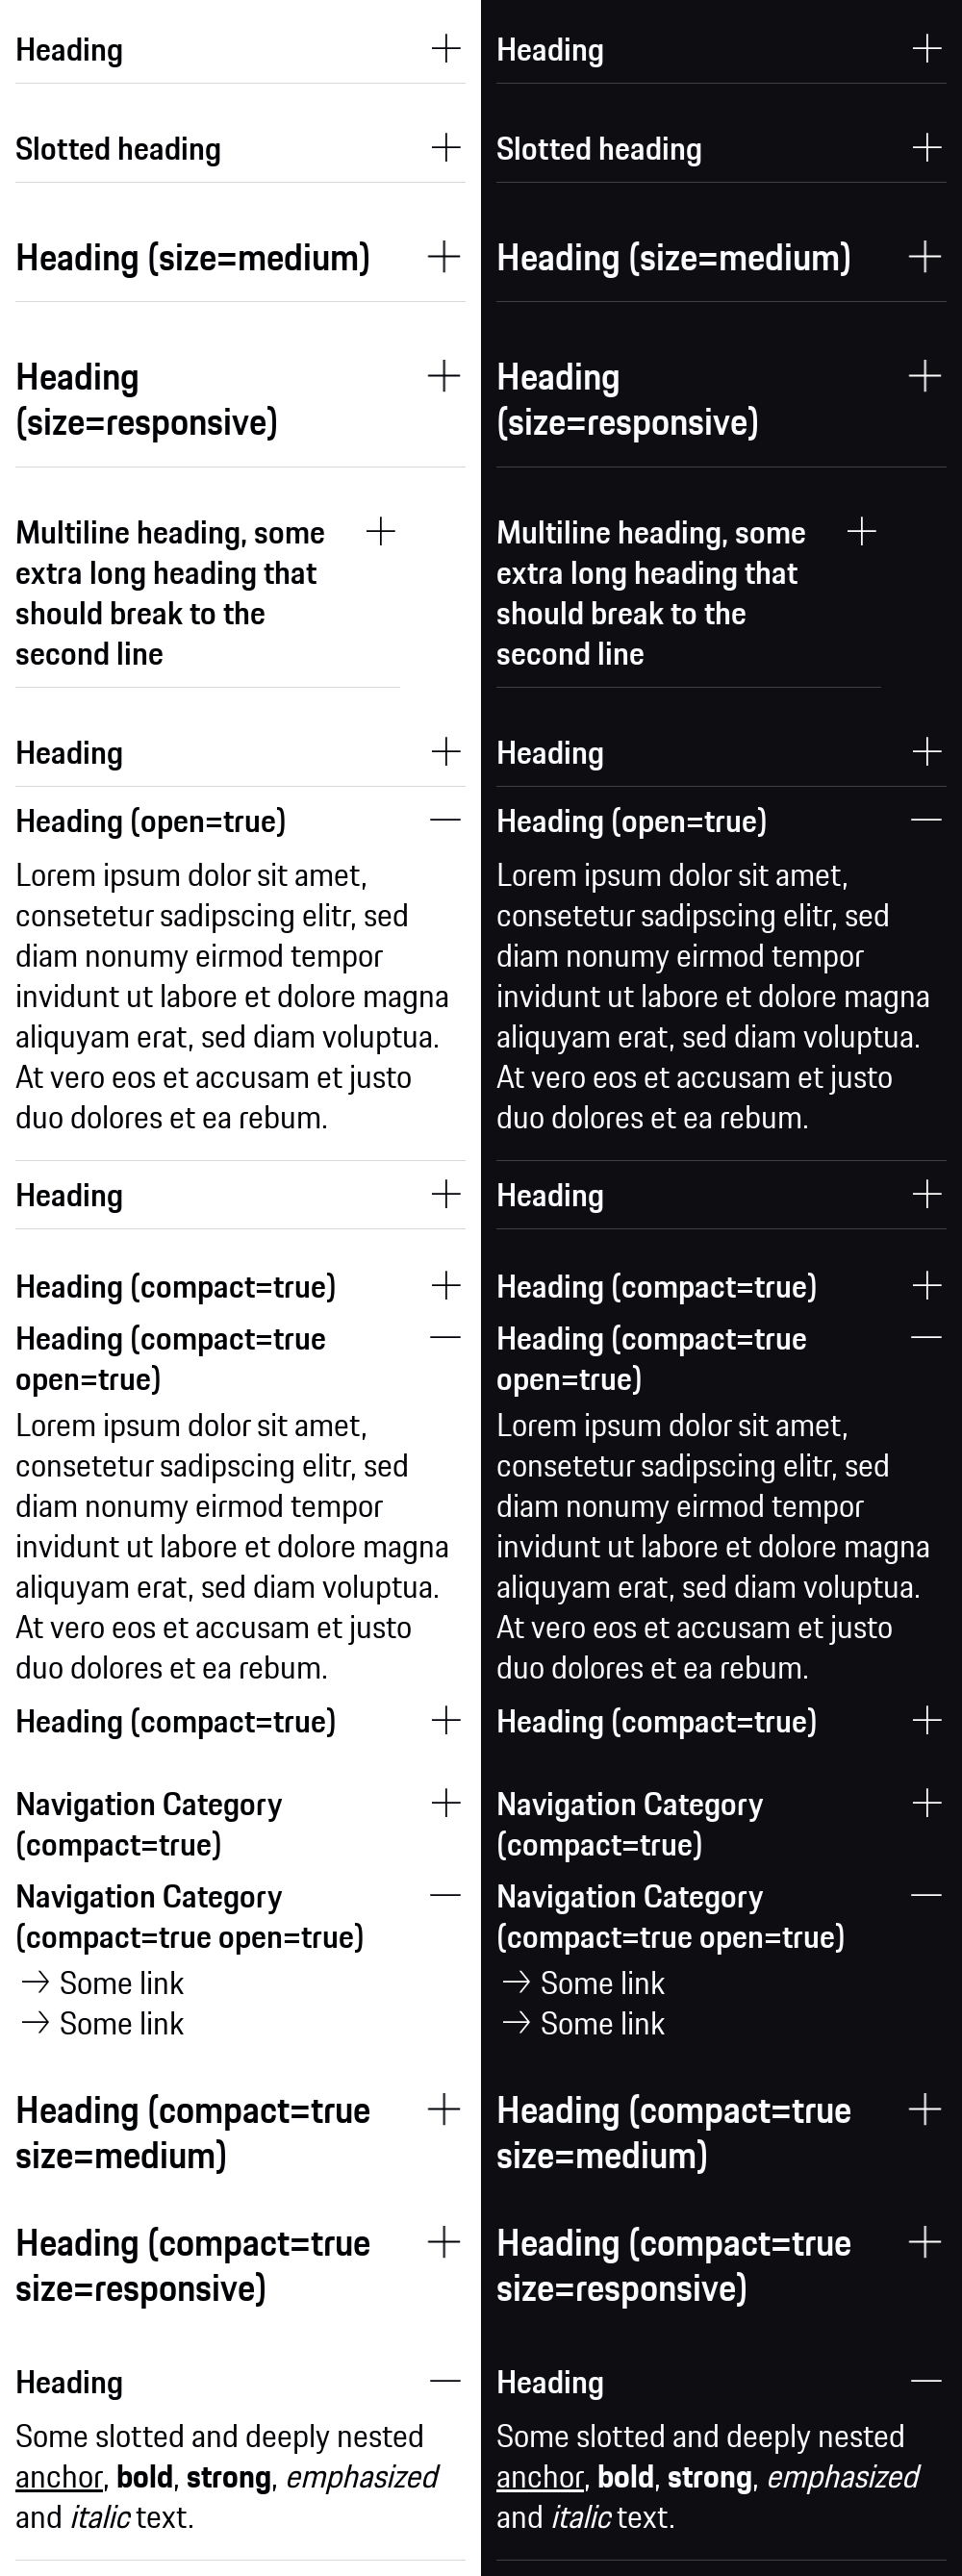 Heading
Slotted heading
Heading (size=medium)
Heading
(size=responsive)
Multiline heading, some
extra long heading that
should break to the
second line
Heading
Heading (open=true)
Lorem ipsum dolor sit amet,
consetetur sadipscing elitr, sed
diam nonumy eirmod tempor
invidunt ut labore et dolore magna
aliquyam erat, sed diam voluptua.
At vero eos et accusam et justo
duo dolores et ea rebum.
Heading
Heading (compact=true)
Heading (compact=true
open=true)
Lorem ipsum dolor sit amet,
consetetur sadipscing elitr, sed
diam nonumy eirmod tempor
invidunt ut labore et dolore magna
aliquyam erat, sed diam voluptua.
At vero eos et accusam et justo
duo dolores et ea rebum.
Heading (compact=true)
Navigation Category
(compact=true)
Navigation Category
(compact=true open=true)
Some link
Some link
Heading (compact=true
size=medium)
Heading (compact=true
size=responsive)
Heading
Some slotted and deeply nested
anchor, bold, strong, emphasized
and italic text.
Heading
Slotted heading
Heading (size=medium)
Heading
(size=responsive)
Multiline heading, some
extra long heading that
should break to the
second line
Heading
Heading (open=true)
Lorem ipsum dolor sit amet,
consetetur sadipscing elitr, sed
diam nonumy eirmod tempor
invidunt ut labore et dolore magna
aliquyam erat, sed diam voluptua.
At vero eos et accusam et justo
duo dolores et ea rebum.
Heading
Heading (compact=true)
Heading (compact=true
open=true)
Lorem ipsum dolor sit amet,
consetetur sadipscing elitr, sed
diam nonumy eirmod tempor
invidunt ut labore et dolore magna
aliquyam erat, sed diam voluptua.
At vero eos et accusam et justo
duo dolores et ea rebum.
Heading (compact=true)
Navigation Category
(compact=true)
Navigation Category
(compact=true open=true)
Some link
Some link
Heading (compact=true
size=medium)
Heading (compact=true
size=responsive)
Heading
Some slotted and deeply nested
anchor, bold, strong, emphasized
and italic text.